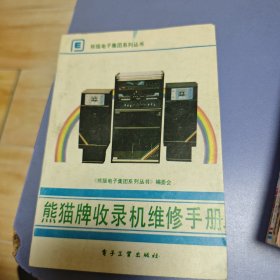 E
熊猫电子集团系列丛书
《熊猫电子集团系列丛书》编委会
熊猫牌收录机维修手册
电子工业出版社